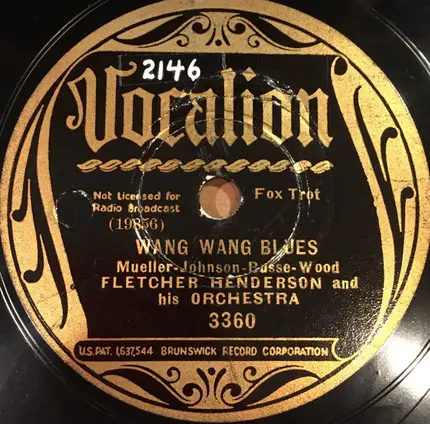 2146
Vocalion
Not Licensed for
Radio Broadcast
Fox Trot
(19856)
WANG WANG BLUES
Mueller-Johnson-Busse-Wood
FLETCHER HENDERSON and
his ORCHESTRA
3360
U.S. PAT. 1,637,544 BRUNSWICK RECORD CORPORATION